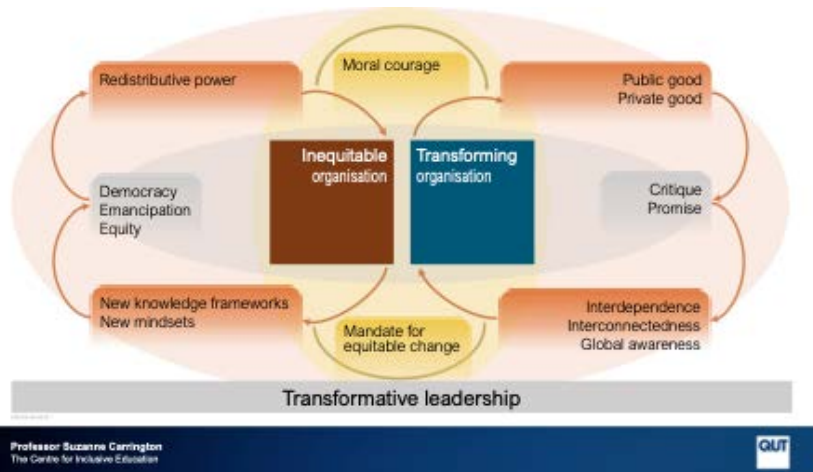 Moral courage
Redistributive power
Public good
Private good
Inequitable
organisation
Transforming
organisation
Democracy
Emancipation
Equity
Critique
Promise
New knowledge frameworks
New mindsets
Mandate for
equitable change
Interdependence
Interconnectedness
Global awareness
Transformative leadership
Professor Suzanne Carrington
The Centre for Inclusive Education
QUT